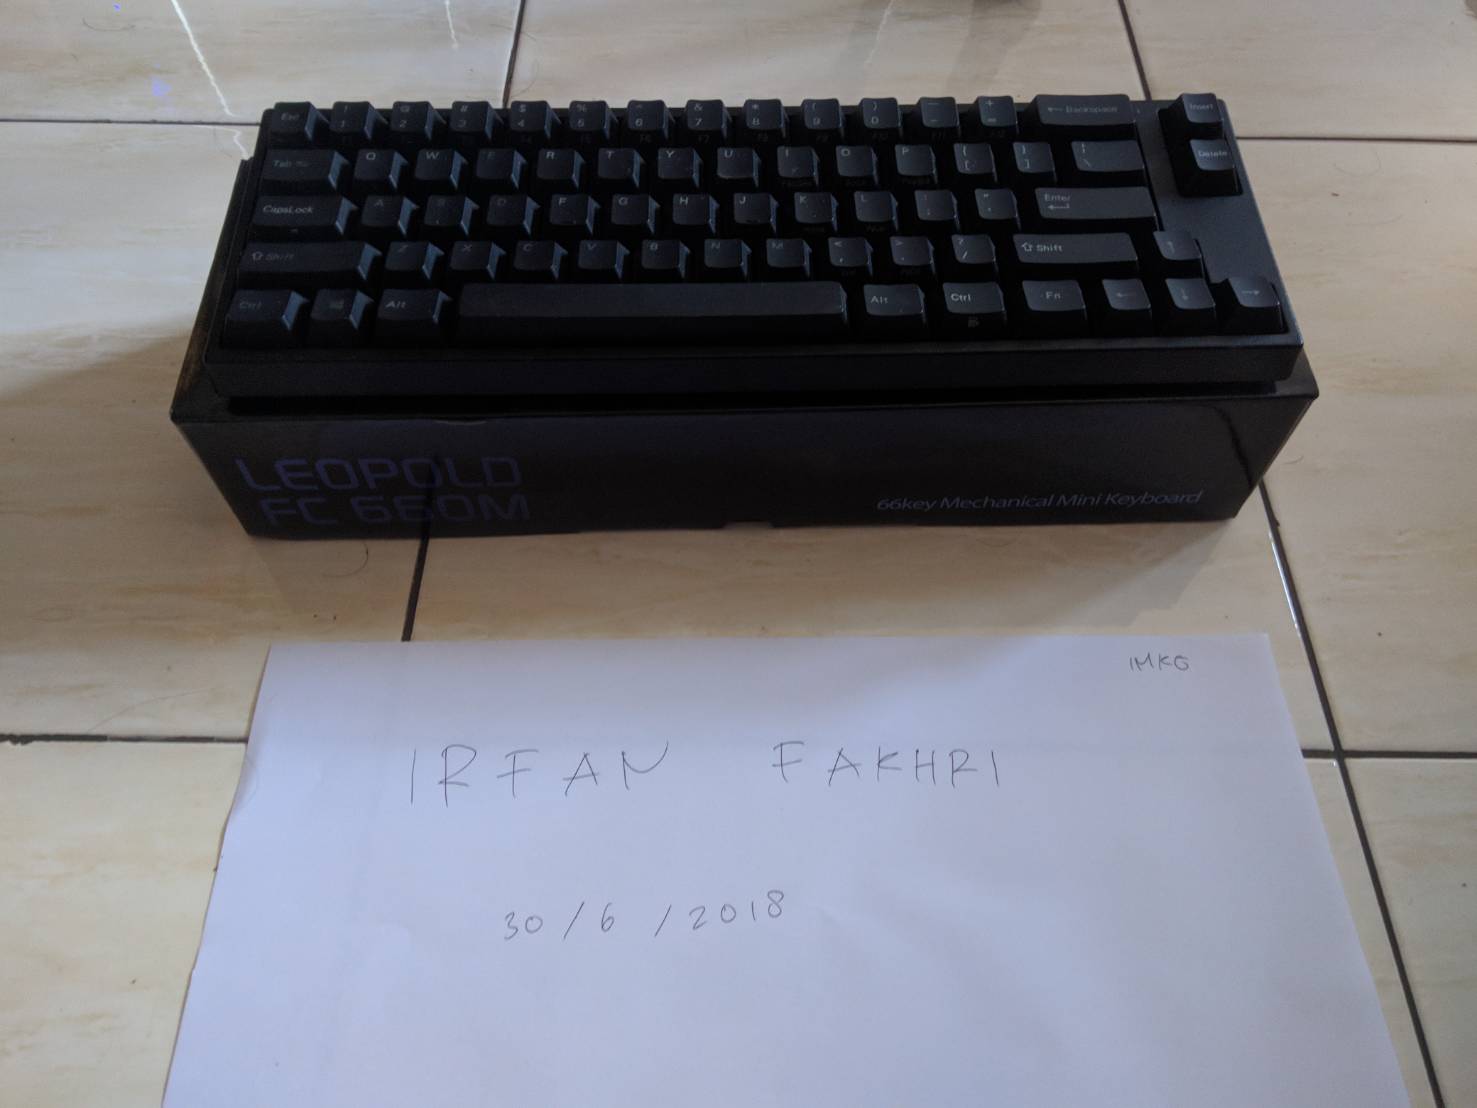 Esc ! 1 @ 2 # 3 $ 4 % 5 ^ 6 & 7 * 8 ( 9 ) 0 _ - + = ← Backspace Insert
Tab Q W E R T Y U I O P { [ } ] | \ Delete
CapsLock A S D F G H J K L : ; " ' Enter
⇧ Shift Z X C V B N M < , > . ? / ⇧ Shift ↑
Ctrl Alt Alt Ctrl Fn ← ↓ →
LEOPOLD
FC 660M
66key Mechanical Mini Keyboard
IMKG
IRFAN FAKHRI
30/6/2018